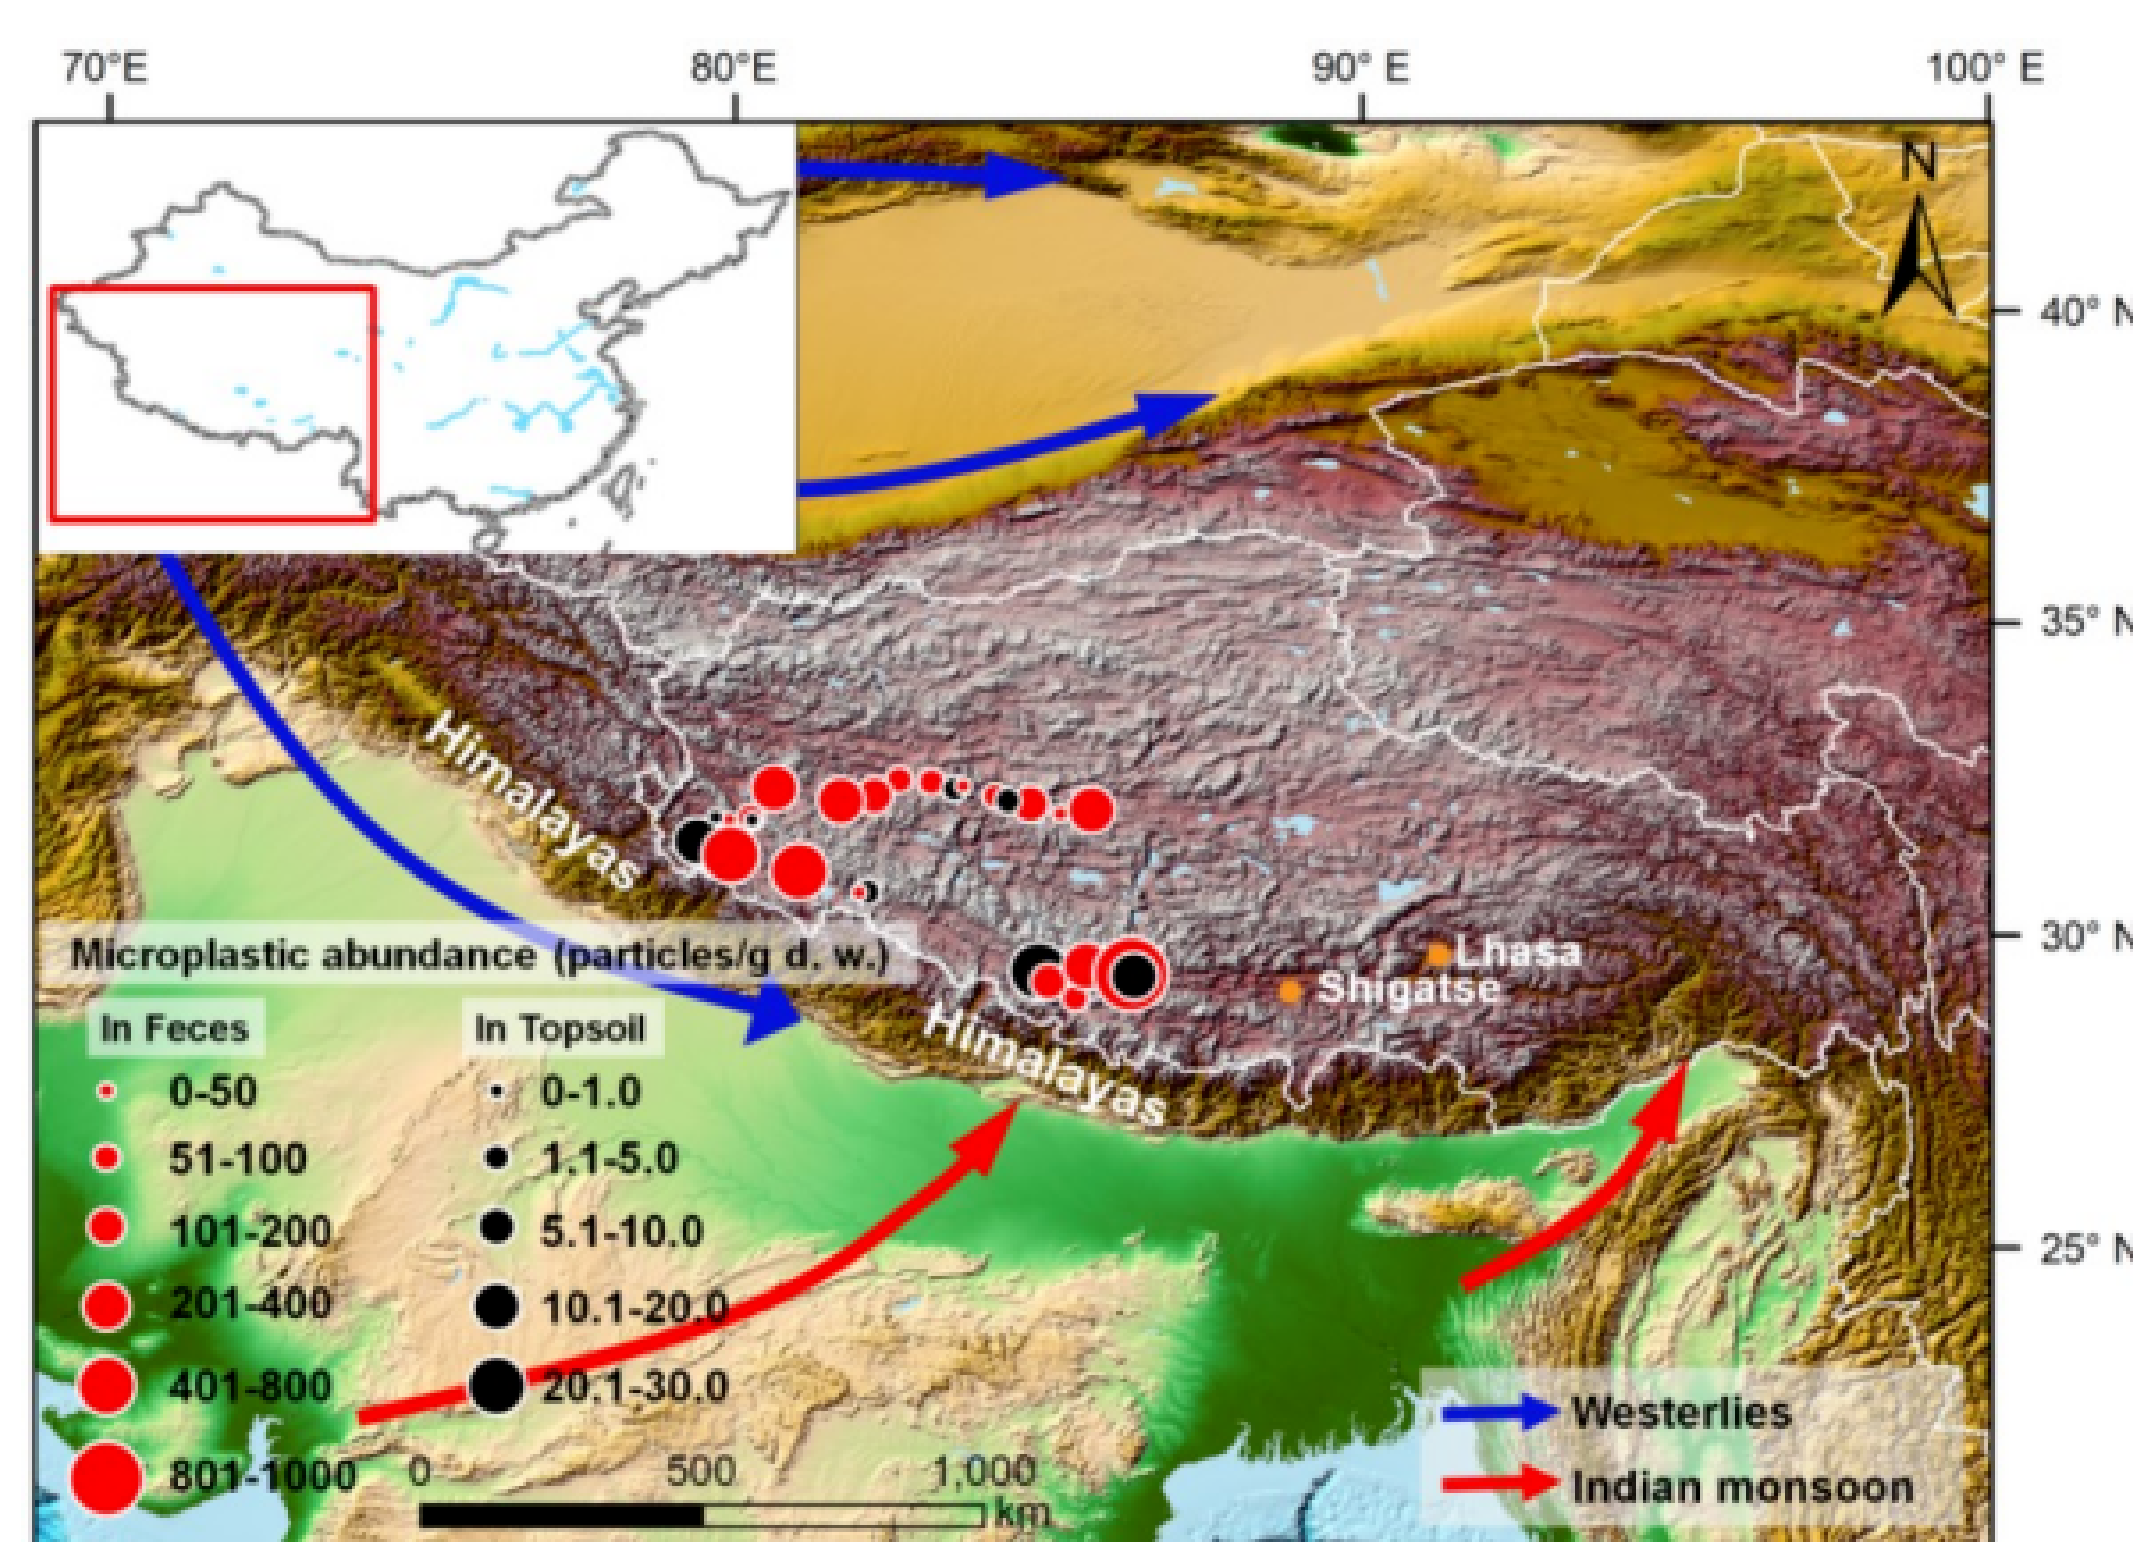 70°E 80°E 90° E 100° E
N
40° N
35° N
Himalayas
30° N
Lhasa
Shigatse
Microplastic abundance (particles/g d. w.)
Himalayas
In Feces In Topsoil
0-50 0-1.0
51-100 1.1-5.0
101-200 5.1-10.0
25° N
201-400 10.1-20.0
401-800 20.1-30.0
801-1000
0 500 1,000
km
Westerlies
Indian monsoon